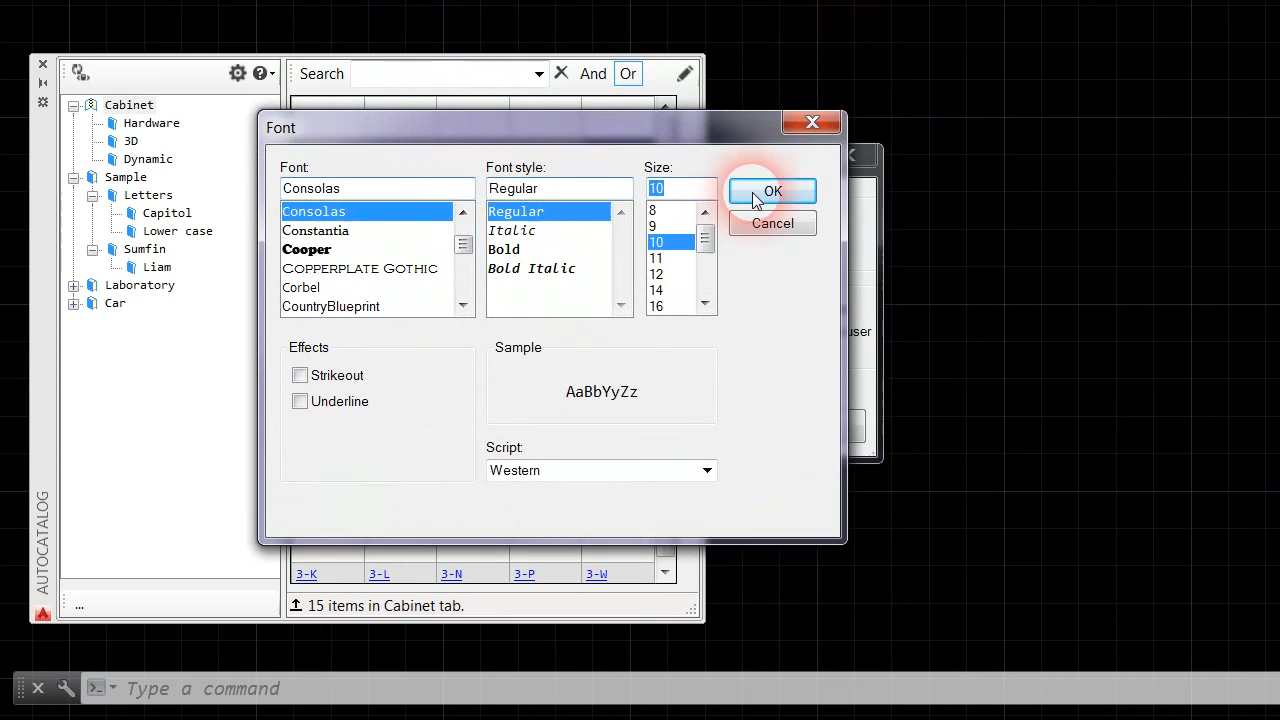 Search
And
Or
Cabinet
Hardware
3D
Dynamic
Sample
Letters
Capitol
Lower case
Sumfin
Liam
Laboratory
Car
...
AUTOCATALOG
Font
Font:
Consolas
Consolas
Constantia
Cooper
COPPERPLATE GOTHIC
Corbel
CountryBlueprint
Font style:
Regular
Regular
Italic
Bold
Bold Italic
Size:
10
8
9
10
11
12
14
16
OK
Cancel
Effects
Strikeout
Underline
Sample
AaBbYyZz
Script:
Western
user
3-K
3-L
3-N
3-P
3-W
15 items in Cabinet tab.
Type a command